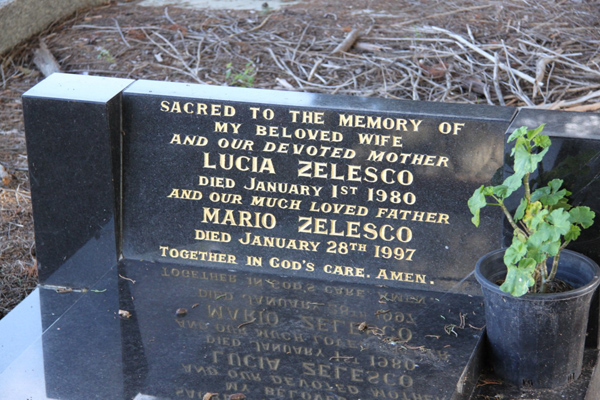 SACRED TO THE MEMORY OF
MY BELOVED WIFE
AND OUR DEVOTED MOTHER
LUCIA ZELESCO
DIED JANUARY 1ST 1980
AND OUR MUCH LOVED FATHER
MARIO ZELESCO
DIED JANUARY 28TH 1997
TOGETHER IN GOD'S CARE. AMEN.